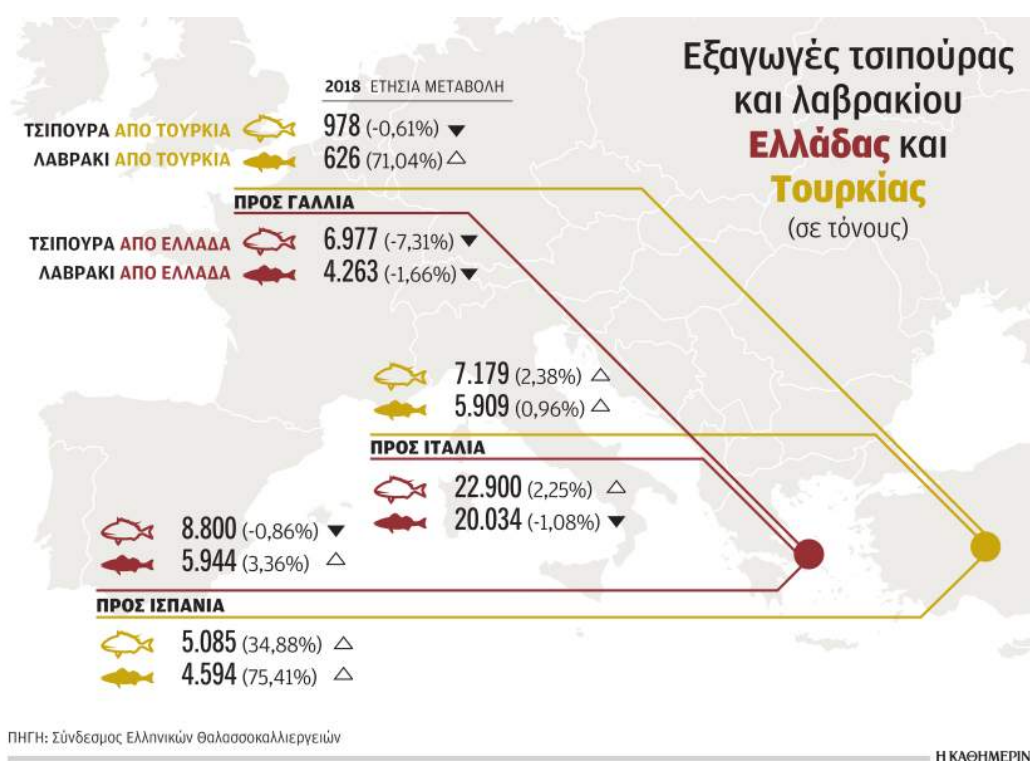 Εξαγωγές τσιπούρας
και λαβρακίου
Ελλάδας και
Τουρκίας
(σε τόνους)
2018 ΕΤΗΣΙΑ ΜΕΤΑΒΟΛΗ
ΤΣΙΠΟΥΡΑ ΑΠΟ ΤΟΥΡΚΙΑ 978 (-0,61%) ▼
ΛΑΒΡΑΚΙ ΑΠΟ ΤΟΥΡΚΙΑ 626 (71,04%) △
ΠΡΟΣ ΓΑΛΛΙΑ
ΤΣΙΠΟΥΡΑ ΑΠΟ ΕΛΛΑΔΑ 6.977 (-7,31%) ▼
ΛΑΒΡΑΚΙ ΑΠΟ ΕΛΛΑΔΑ 4.263 (-1,66%) ▼
7.179 (2,38%) △
5.909 (0,96%) △
ΠΡΟΣ ΙΤΑΛΙΑ
22.900 (2,25%) △
20.034 (-1,08%) ▼
8.800 (-0,86%) ▼
5.944 (3,36%) △
ΠΡΟΣ ΙΣΠΑΝΙΑ
5.085 (34,88%) △
4.594 (75,41%) △
ΠΗΓΗ: Σύνδεσμος Ελληνικών Θαλασσοκαλλιεργειών
Η ΚΑΘΗΜΕΡΙΝ